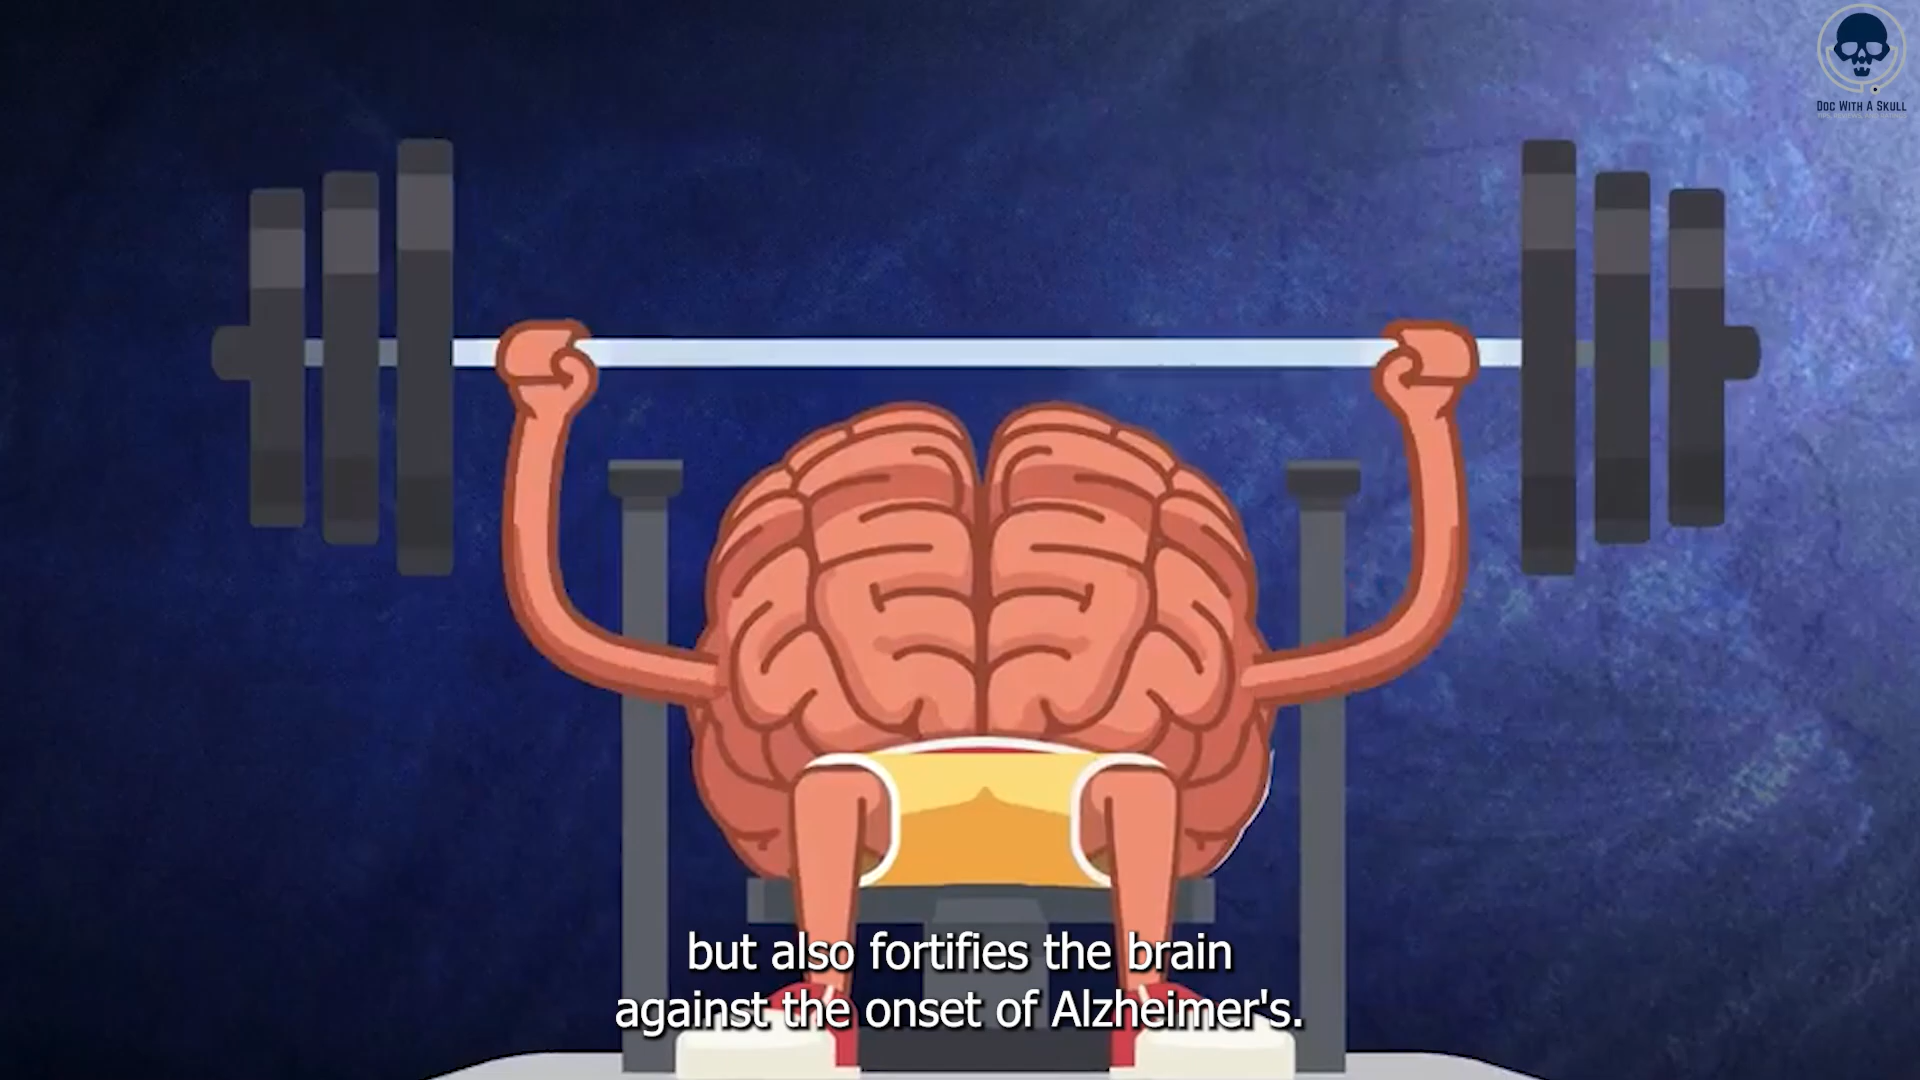 DOC WITH A SKULL
but also fortifies the brain
against the onset of Alzheimer's.